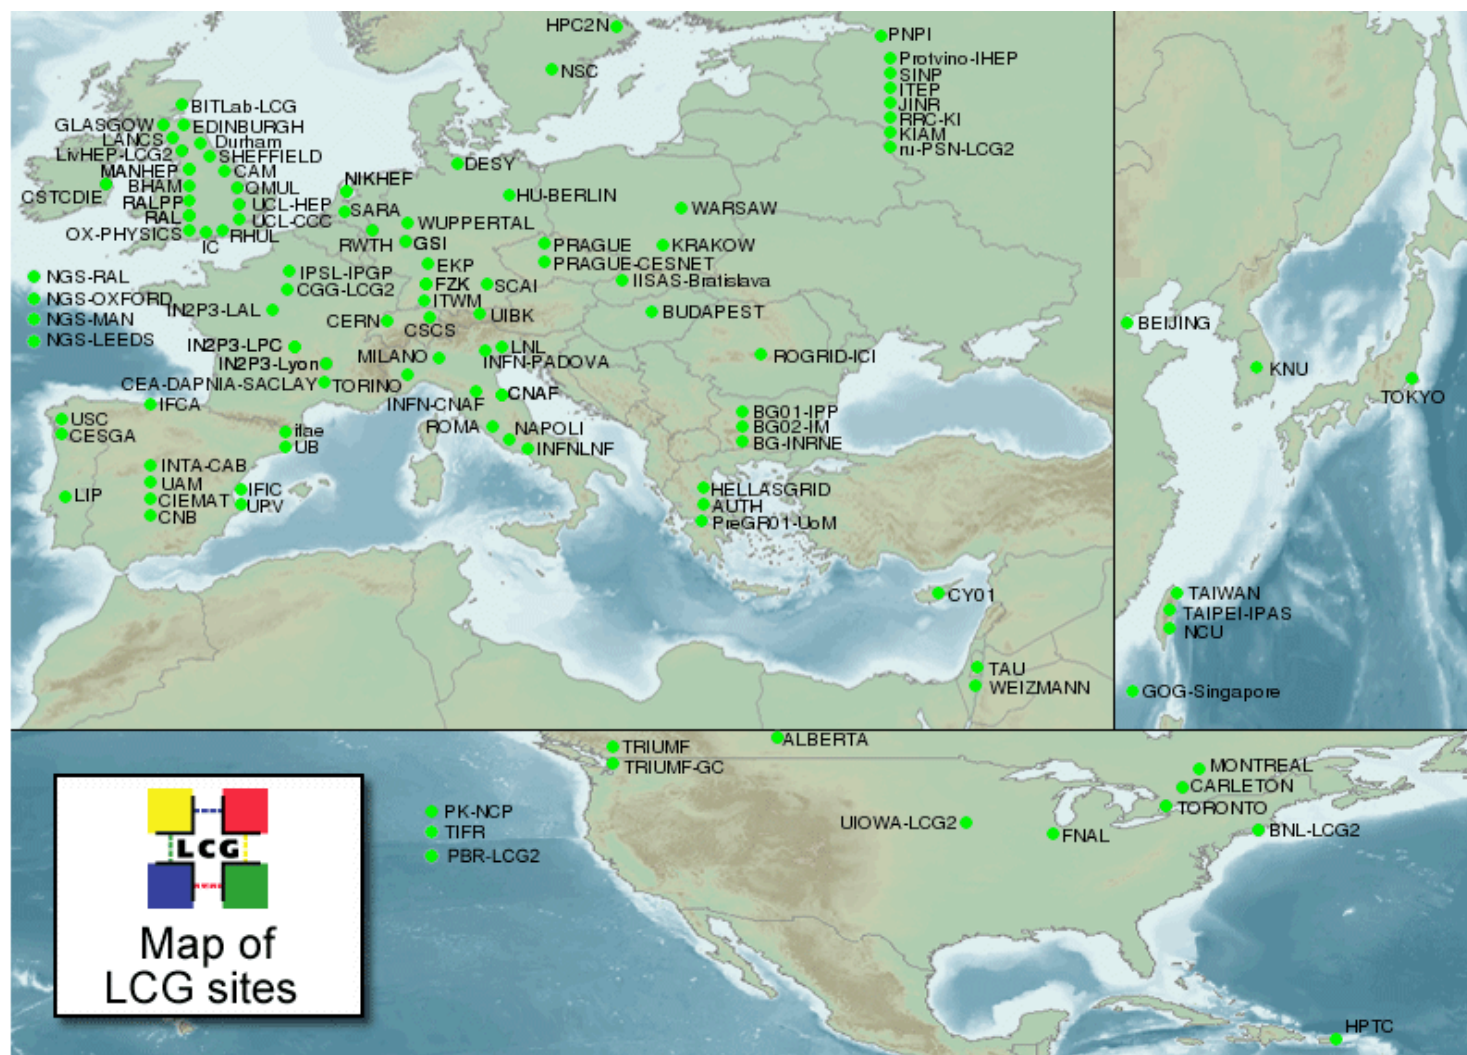 HPC2N
PNPI
NSC
Protvino-IHEP
SINP
ITEP
JINR
RRC-KI
KIAM
ru-PSN-LCG2
BITLab-LCG
GLASGOW
EDINBURGH
LANCS
Durham
LivHEP-LCG2
SHEFFIELD
MANHEP
CAM
BHAM
QMUL
CSTCDIE
RALPP
UCL-HEP
RAL
UCL-CCC
OX-PHYSICS
IC
RHUL
DESY
NIKHEF
HU-BERLIN
SARA
WARSAW
WUPPERTAL
RWTH
GSI
PRAGUE
KRAKOW
PRAGUE-CESNET
EKP
IISAS-Bratislava
NGS-RAL
IPSL-IPGP
FZK
SCAI
CGG-LCG2
NGS-OXFORD
ITWM
IN2P3-LAL
UIBK
BUDAPEST
NGS-MAN
CERN
CSCS
NGS-LEEDS
IN2P3-LPC
LNL
MILANO
INFN-PADOVA
ROGRID-ICI
IN2P3-Lyon
CEA-DAPNIA-SACLAY
TORINO
CNAF
IFCA
INFN-CNAF
USC
BG01-IPP
CESGA
ilae
ROMA
NAPOLI
BG02-IM
UB
INFNLNF
BG-INRNE
INTA-CAB
UAM
IFIC
HELLASGRID
LIP
CIEMAT
UPV
AUTH
CNB
PreGR01-UoM
CY01
TAU
WEIZMANN
BEIJING
KNU
TOKYO
TAIWAN
TAIPEI-IPAS
NCU
GOG-Singapore
TRIUMF
ALBERTA
TRIUMF-GC
MONTREAL
CARLETON
TORONTO
PK-NCP
UIOWA-LCG2
TIFR
FNAL
BNL-LCG2
PBR-LCG2
HPTC
LCG
Map of
LCG sites